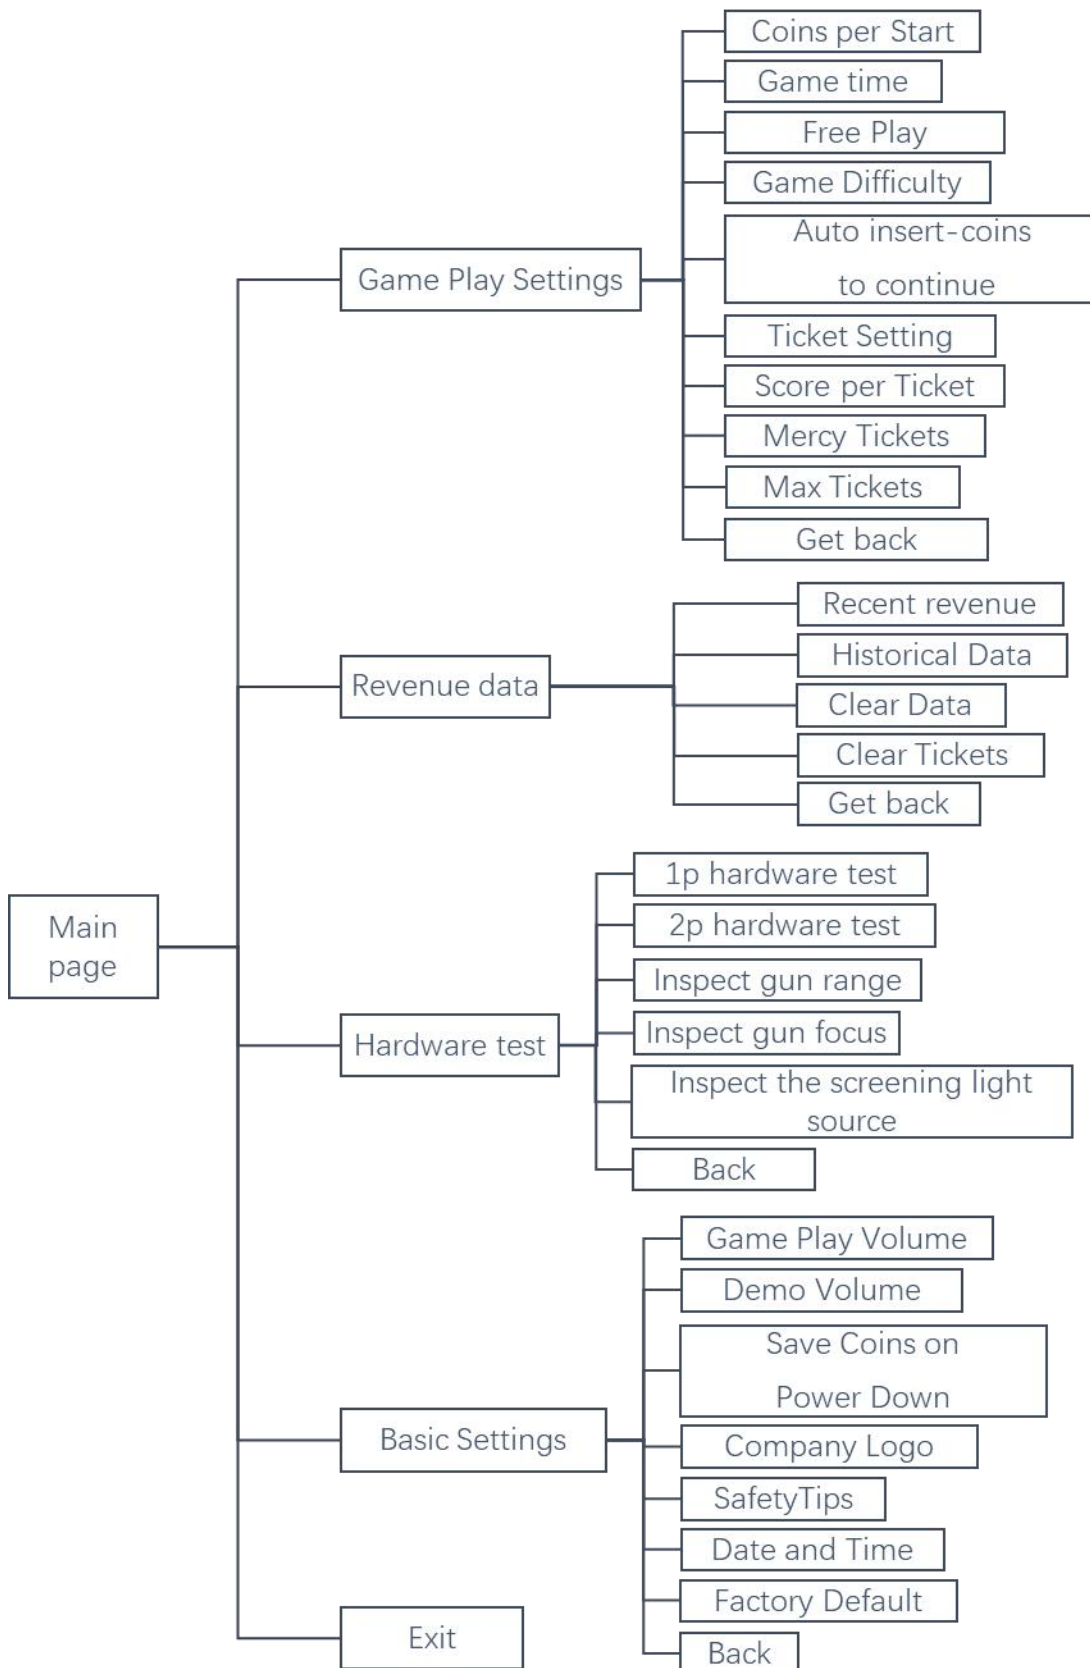 Main
page
Game Play Settings
Coins per Start
Game time
Free Play
Game Difficulty
Auto insert-coins
to continue
Ticket Setting
Score per Ticket
Mercy Tickets
Max Tickets
Get back
Revenue data
Recent revenue
Historical Data
Clear Data
Clear Tickets
Get back
Hardware test
1p hardware test
2p hardware test
Inspect gun range
Inspect gun focus
Inspect the screening light
source
Back
Basic Settings
Game Play Volume
Demo Volume
Save Coins on
Power Down
Company Logo
SafetyTips
Date and Time
Factory Default
Back
Exit